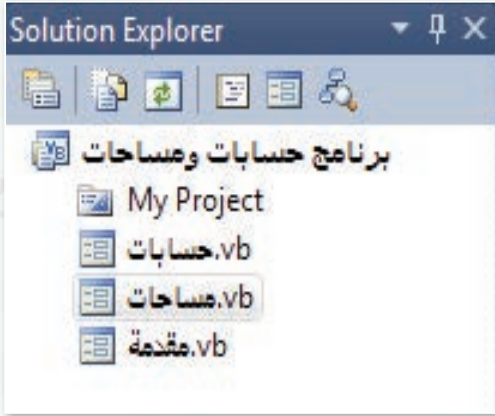 Solution Explorer
برنامج حسابات ومساحات
My Project
حسابات.vb
مساحات.vb
مقدمة.vb